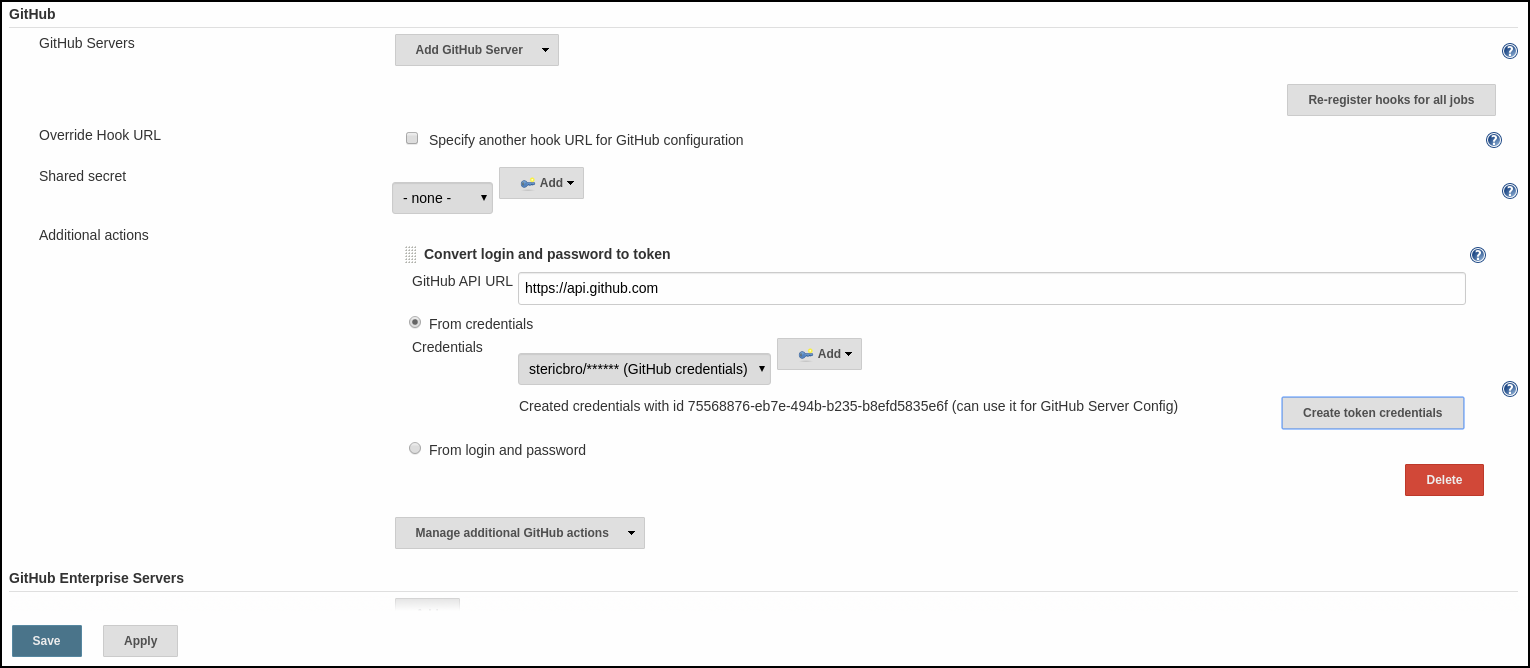 GitHub
GitHub Servers
Add GitHub Server
Re-register hooks for all jobs
Override Hook URL
Specify another hook URL for GitHub configuration
Shared secret
- none -
Add
Additional actions
Convert login and password to token
GitHub API URL
https://api.github.com
From credentials
Credentials
stericbro/****** (GitHub credentials)
Add
Created credentials with id 75568876-eb7e-494b-b235-b8efd5835e6f (can use it for GitHub Server Config)
Create token credentials
From login and password
Delete
Manage additional GitHub actions
GitHub Enterprise Servers
Save
Apply